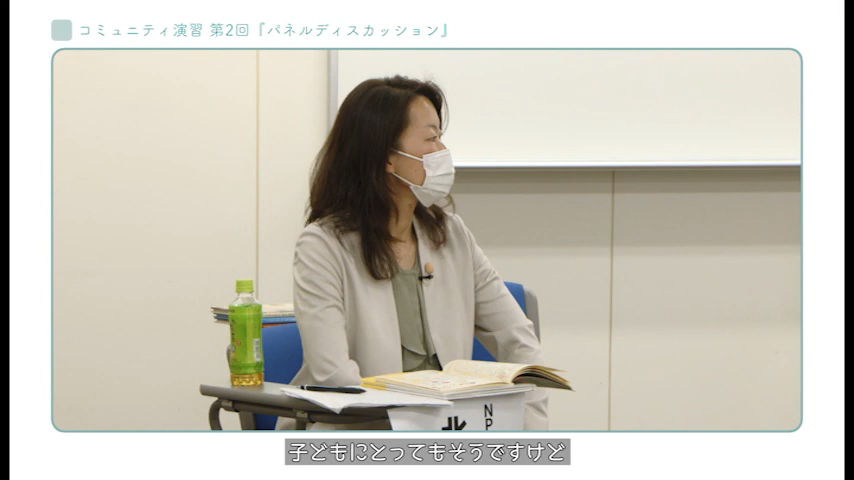 コミュニティ演習 第2回『パネルディスカッション』
NP
子どもにとってもそうですけど